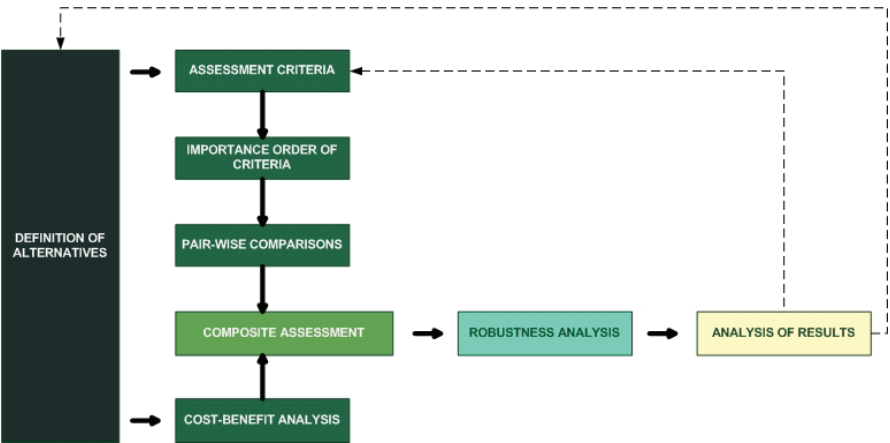 ASSESSMENT CRITERIA
IMPORTANCE ORDER OF
CRITERIA
DEFINITION OF
ALTERNATIVES
PAIR-WISE COMPARISONS
COMPOSITE ASSESSMENT
ROBUSTNESS ANALYSIS
ANALYSIS OF RESULTS
COST-BENEFIT ANALYSIS